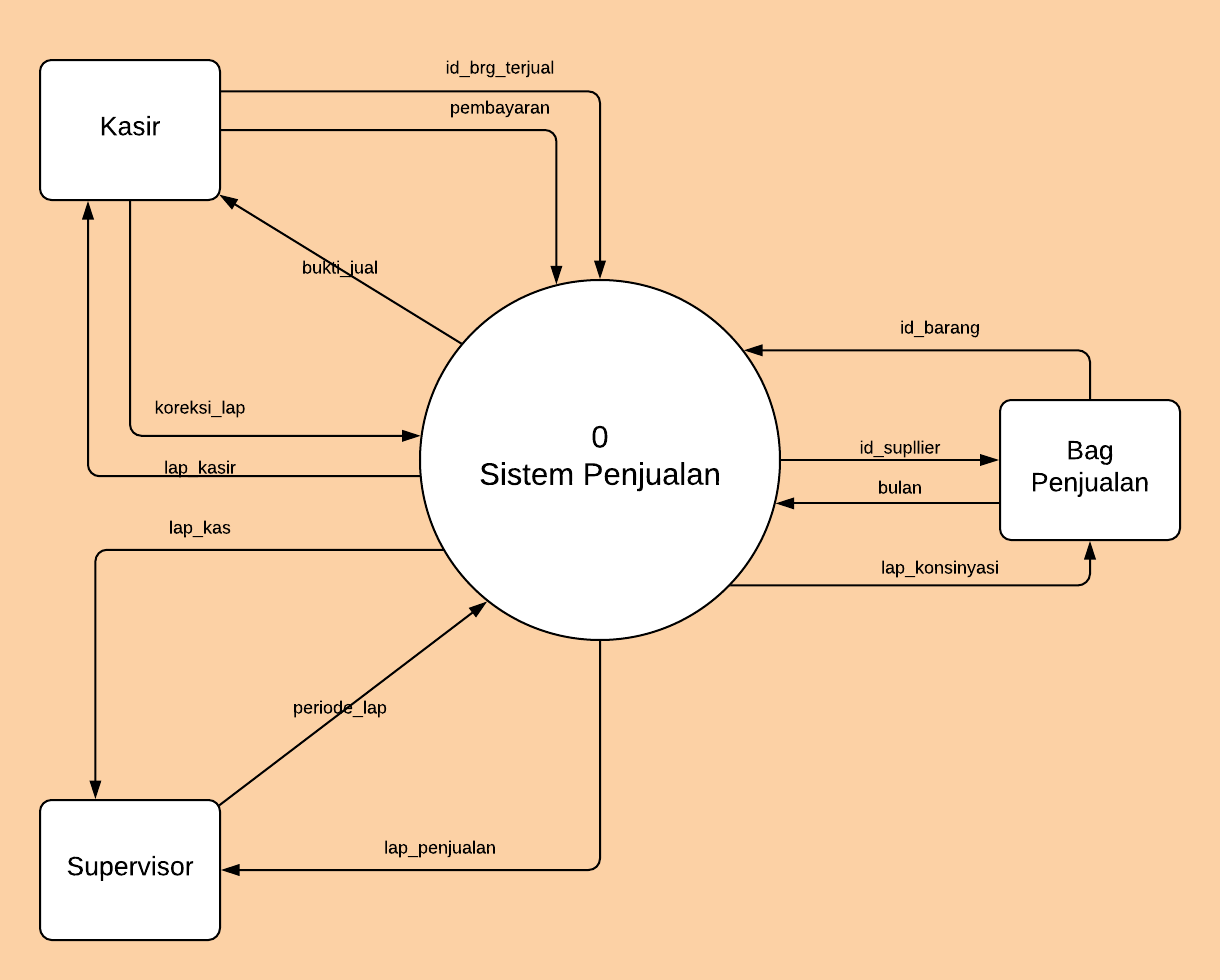 id_brg_terjual
Kasir
pembayaran
bukti_jual
id_barang
koreksi_lap
0
Sistem Penjualan
id_supllier
Bag
Penjualan
lap_kasir
bulan
lap_kas
lap_konsinyasi
periode_lap
lap_penjualan
Supervisor